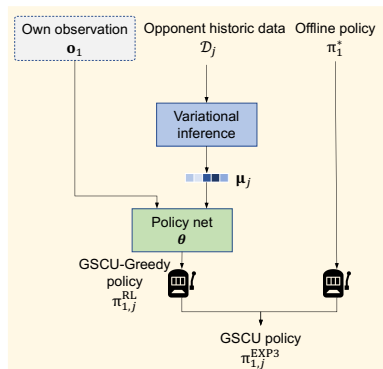 Own observation
𝐨₁
Opponent historic data
𝒟ⱼ
Offline policy
π₁*
Variational
inference
𝛍ⱼ
Policy net
𝜽
GSCU-Greedy
policy
π₁,ⱼᴿᴸ
GSCU policy
π₁,ⱼᴱˣᴾ³